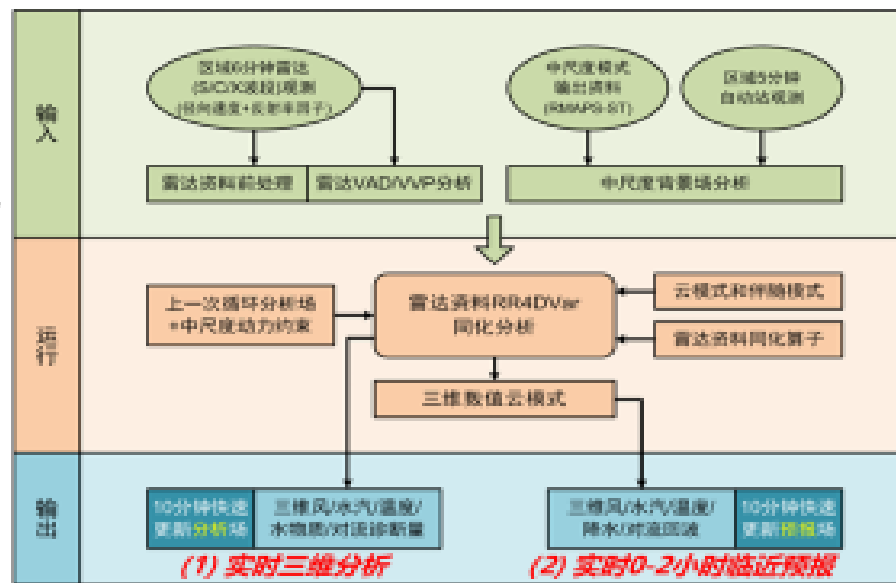 输入
区域6分钟雷达
(S/C/X波段)观测
(径向速度+反射率因子)
中尺度模式
输出资料
(RMAPS-ST)
区域5分钟
自动站观测
雷达资料前处理
雷达VAD/VVP分析
中尺度背景场分析
运行
上一次循环分析场
+中尺度动力约束
雷达资料RR4DVar
同化分析
云模式和伴随模式
雷达资料同化算子
三维数值云模式
输出
10分钟快速
更新分析场
三维风/水汽/温度/
水物质/对流诊断量
三维风/水汽/温度/
降水/对流回波
10分钟快速
更新预报场
(1) 实时三维分析
(2) 实时0-2小时临近预报